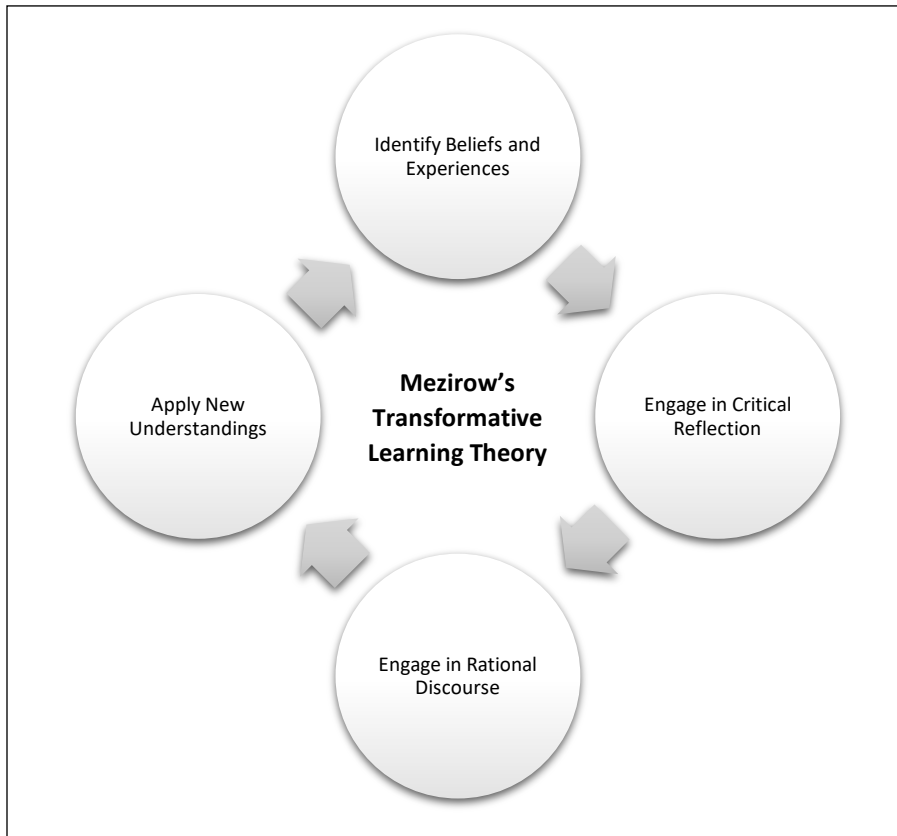 Identify Beliefs and
Experiences
Engage in Critical
Reflection
Engage in Rational
Discourse
Apply New
Understandings
Mezirow’s
Transformative
Learning Theory